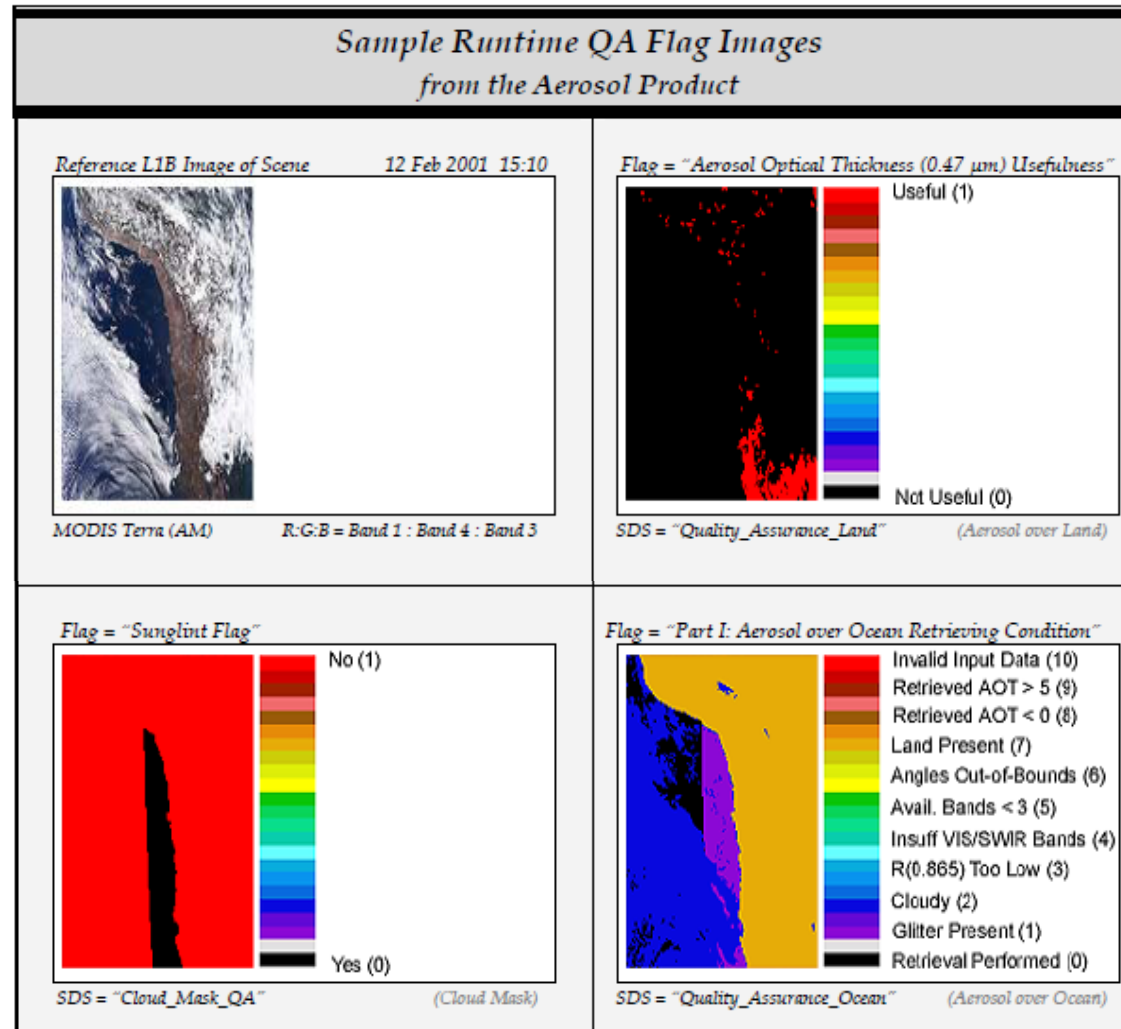 Sample Runtime QA Flag Images
from the Aerosol Product
Reference L1B Image of Scene 12 Feb 2001 15:10
MODIS Terra (AM) R:G:B = Band 1 : Band 4 : Band 3
Flag = "Aerosol Optical Thickness (0.47 µm) Usefulness"
Useful (1)
Not Useful (0)
SDS = "Quality_Assurance_Land" (Aerosol over Land)
Flag = "Sunglint Flag"
No (1)
Yes (0)
SDS = "Cloud_Mask_QA" (Cloud Mask)
Flag = "Part I: Aerosol over Ocean Retrieving Condition"
Invalid Input Data (10)
Retrieved AOT > 5 (9)
Retrieved AOT < 0 (8)
Land Present (7)
Angles Out-of-Bounds (6)
Avail. Bands < 3 (5)
Insuff VIS/SWIR Bands (4)
R(0.865) Too Low (3)
Cloudy (2)
Glitter Present (1)
Retrieval Performed (0)
SDS = "Quality_Assurance_Ocean" (Aerosol over Ocean)